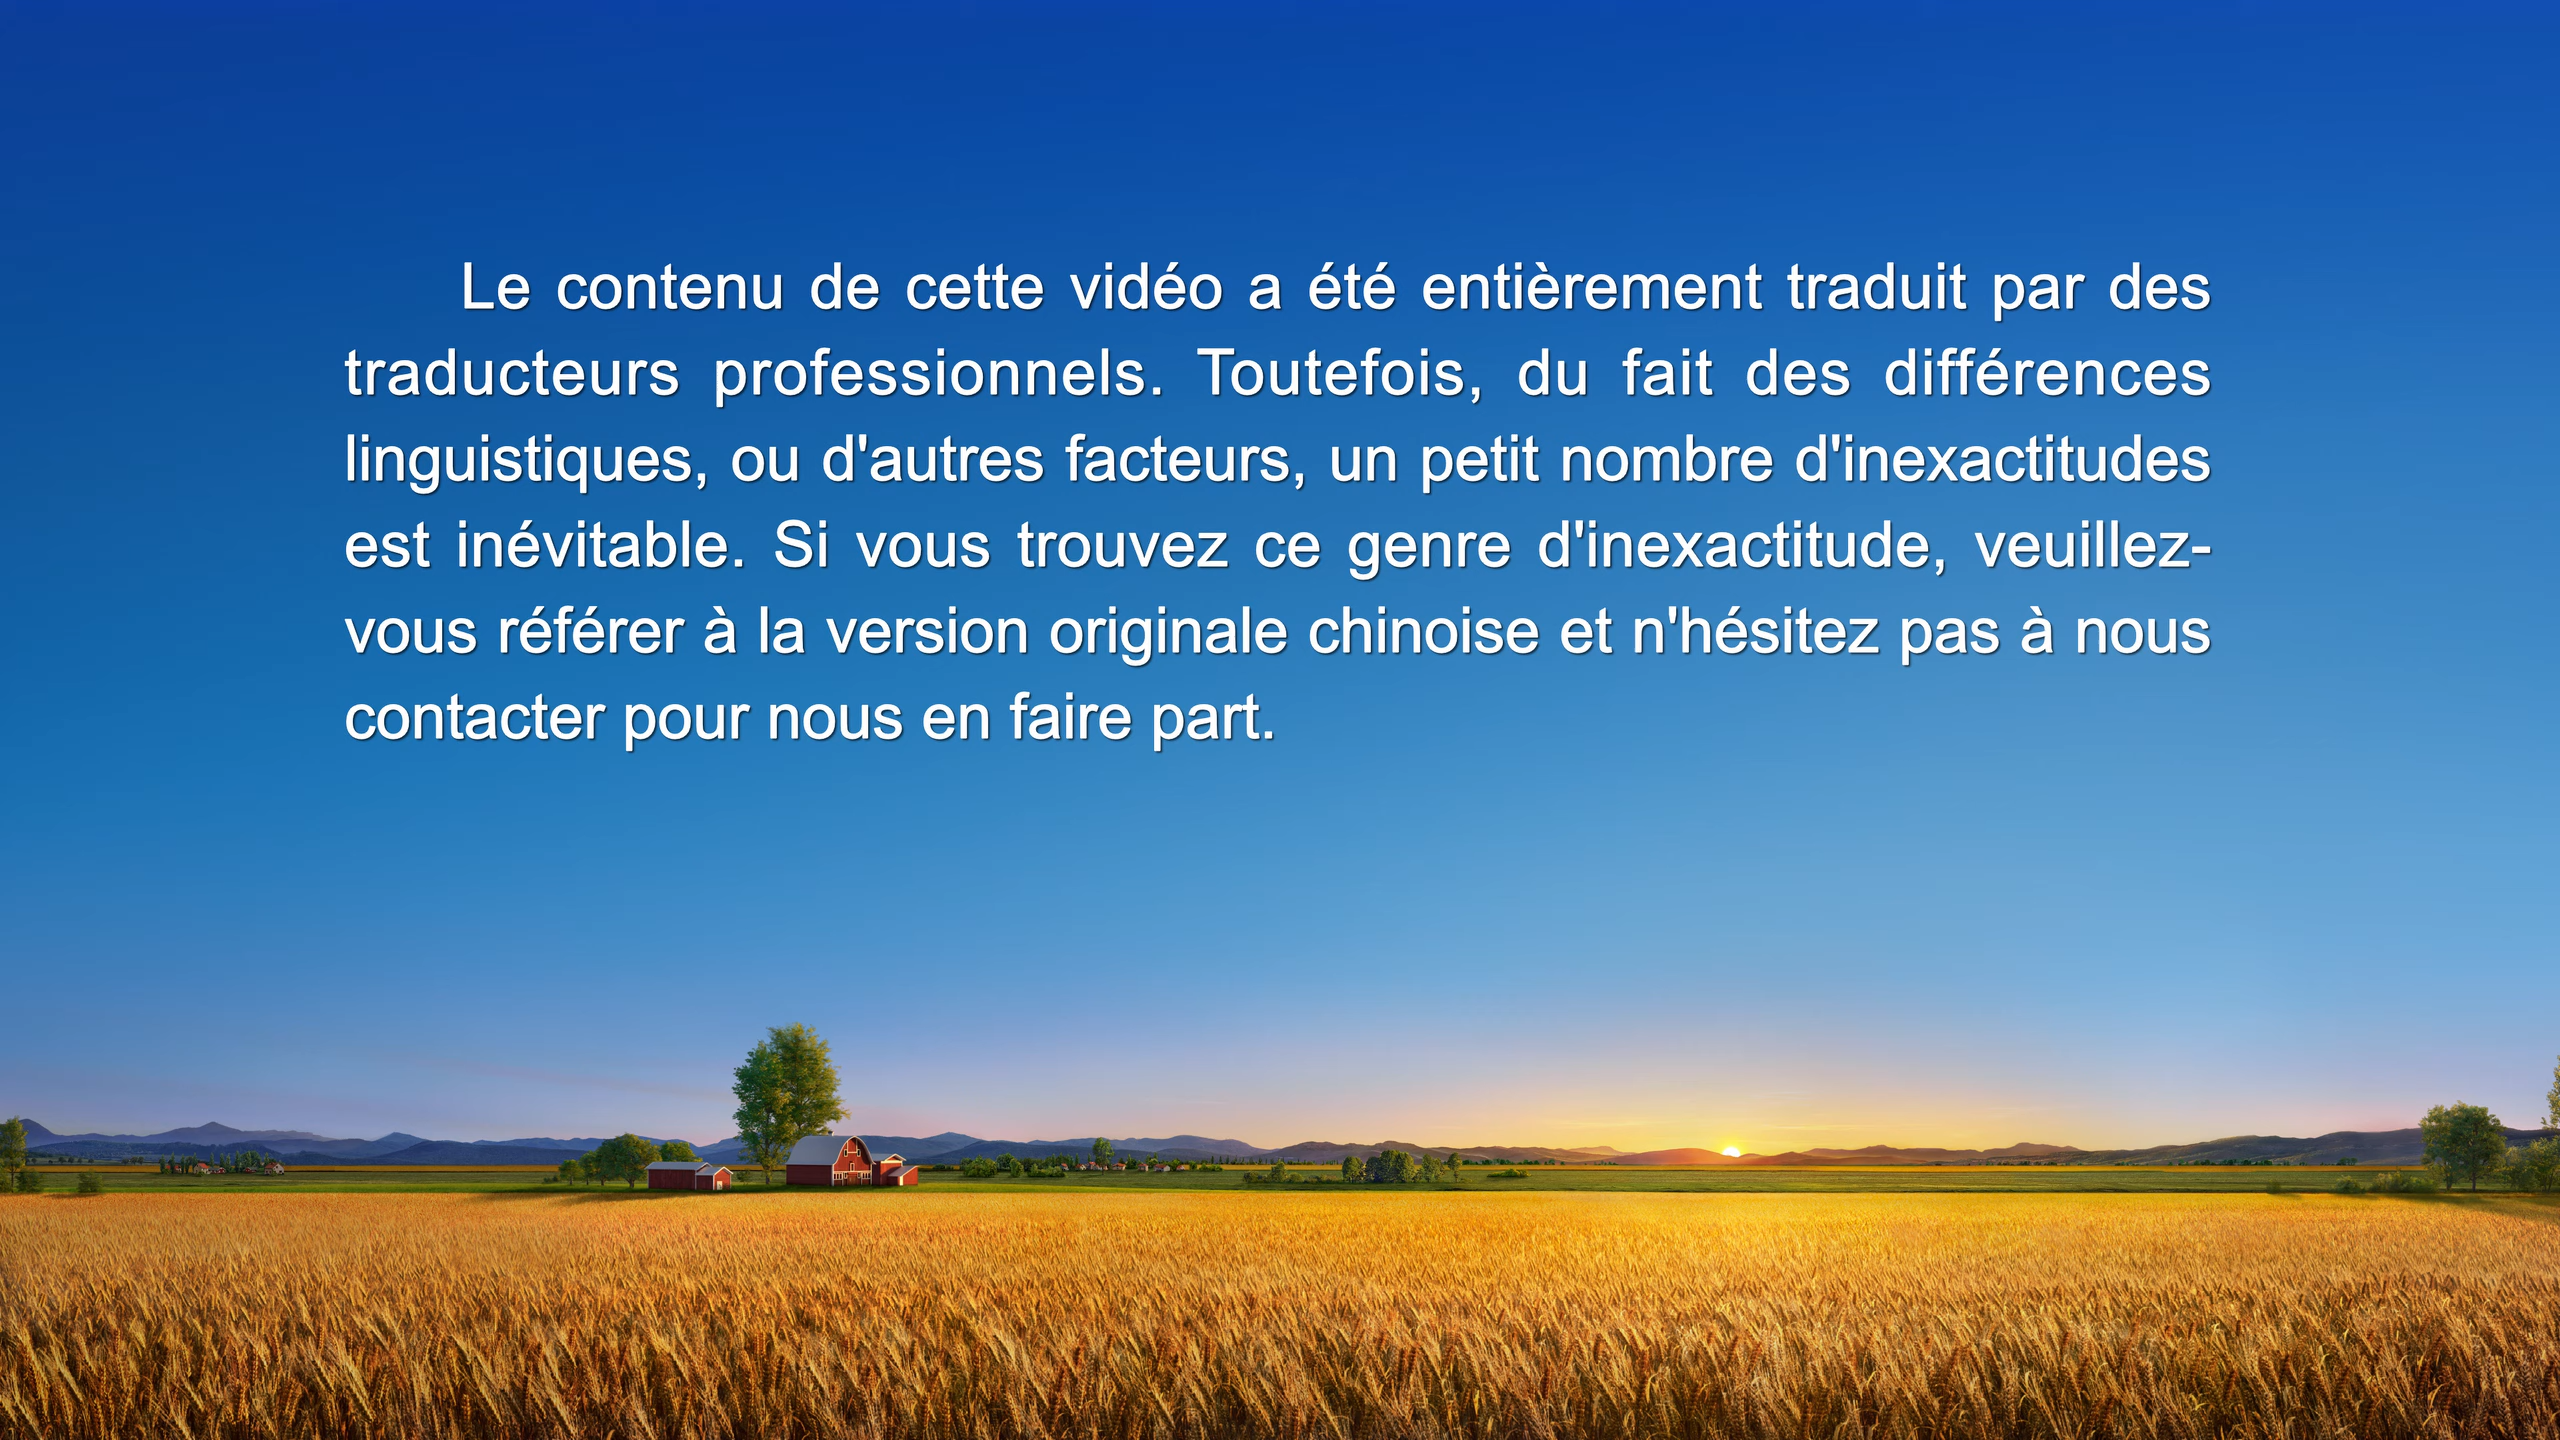 Le contenu de cette vidéo a été entièrement traduit par des
traducteurs professionnels. Toutefois, du fait des différences
linguistiques, ou d'autres facteurs, un petit nombre d'inexactitudes
est inévitable. Si vous trouvez ce genre d'inexactitude, veuillez-
vous référer à la version originale chinoise et n'hésitez pas à nous
contacter pour nous en faire part.